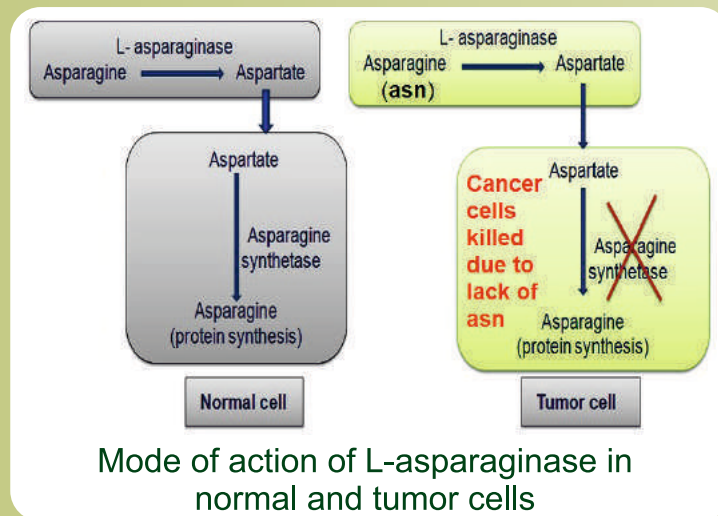 L- asparaginase
Asparagine
Aspartate
Aspartate
Asparagine
synthetase
Asparagine
(protein synthesis)
Normal cell
L- asparaginase
Asparagine
(asn)
Aspartate
Cancer
cells
killed
due to
lack of
asn
Aspartate
Asparagine
synthetase
Asparagine
(protein synthesis)
Tumor cell
Mode of action of L-asparaginase in
normal and tumor cells